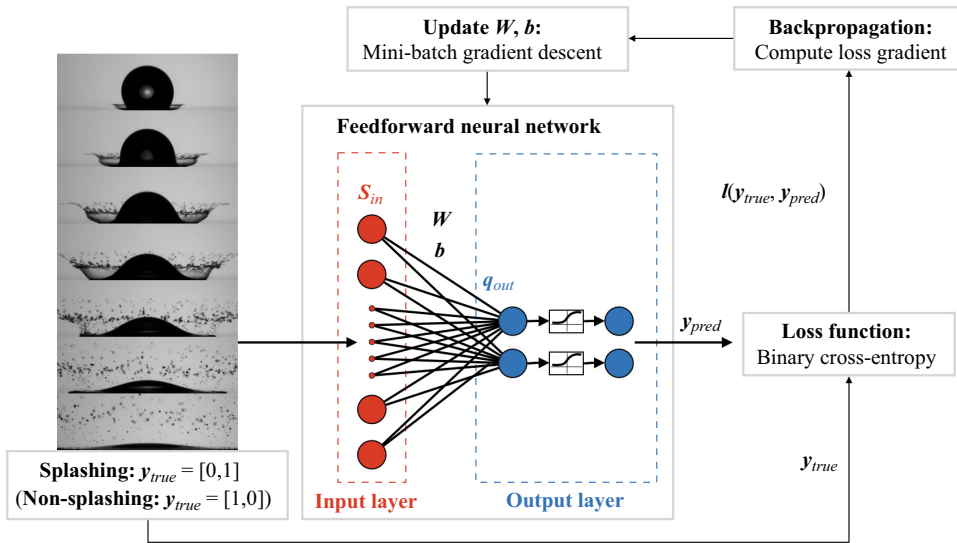 Update W, b:
Mini-batch gradient descent
Backpropagation:
Compute loss gradient
Feedforward neural network
S_in
W
b
q_out
l(y_true, y_pred)
y_pred
Loss function:
Binary cross-entropy
y_true
Splashing: y_true = [0,1]
(Non-splashing: y_true = [1,0])
Input layer
Output layer